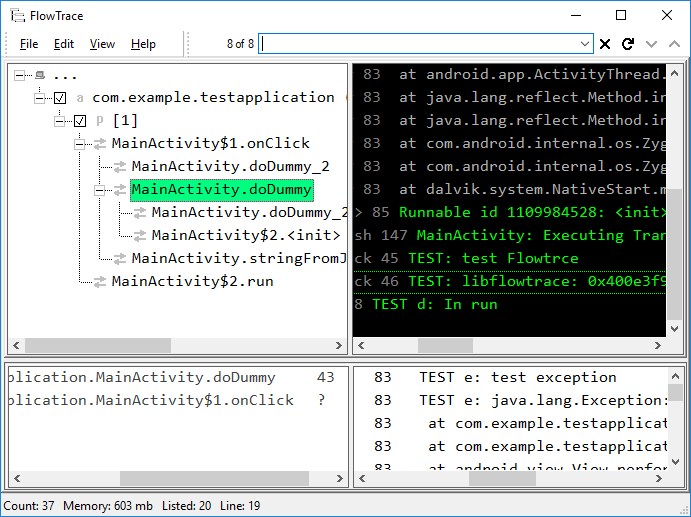 FlowTrace
File Edit View Help 8 of 8
...
a com.example.testapplication (
p [1]
MainActivity$1.onClick
MainActivity.doDummy_2
MainActivity.doDummy
MainActivity.doDummy_2
MainActivity$2.<init>
MainActivity.stringFromJ
MainActivity$2.run
83 at android.app.ActivityThread.
83 at java.lang.reflect.Method.in
83 at java.lang.reflect.Method.in
83 at com.android.internal.os.Zyg
83 at com.android.internal.os.Zyg
83 at dalvik.system.NativeStart.m
> 85 Runnable id 1109984528: <init>
sh 147 MainActivity: Executing Tran
ck 45 TEST: test Flowtrce
ck 46 TEST: libflowtrace: 0x400e3f9
8 TEST d: In run
plication.MainActivity.doDummy 43
plication.MainActivity$1.onClick ?
83 TEST e: test exception
83 TEST e: java.lang.Exception:
83 at com.example.testapplicat
83 at com.example.testapplicat
83 at android.view.View.perfor
Count: 37 Memory: 603 mb Listed: 20 Line: 19